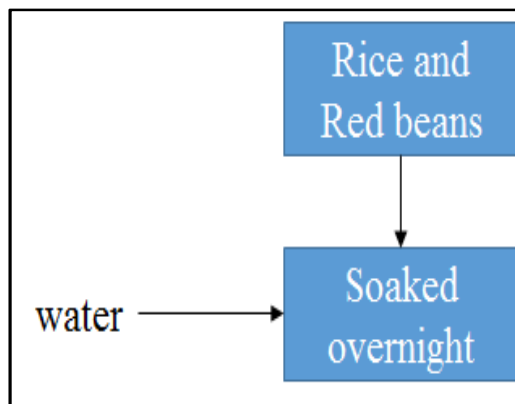 Rice and
Red beans
water
Soaked
overnight